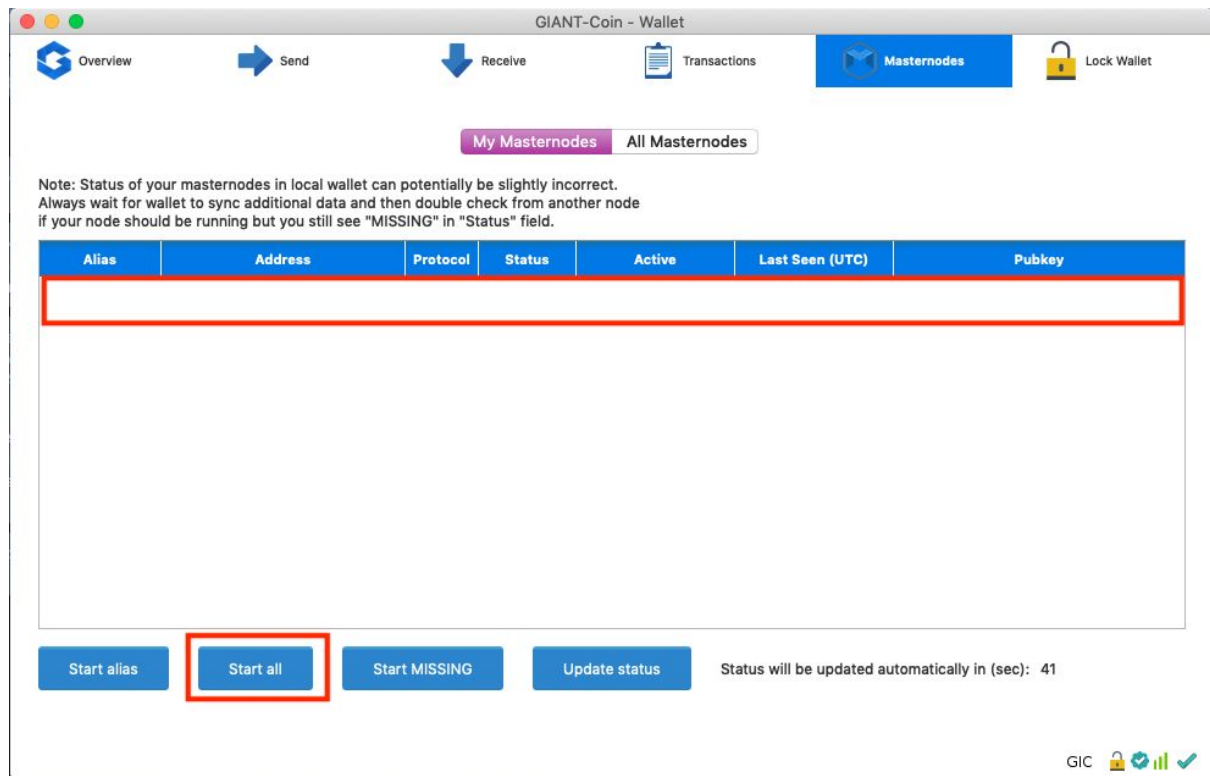 GIANT-Coin - Wallet
Overview
Send
Receive
Transactions
Masternodes
Lock Wallet
My Masternodes
All Masternodes
Note: Status of your masternodes in local wallet can potentially be slightly incorrect.
Always wait for wallet to sync additional data and then double check from another node
if your node should be running but you still see "MISSING" in "Status" field.
Alias
Address
Protocol
Status
Active
Last Seen (UTC)
Pubkey
Start alias
Start all
Start MISSING
Update status
Status will be updated automatically in (sec): 41
GIC